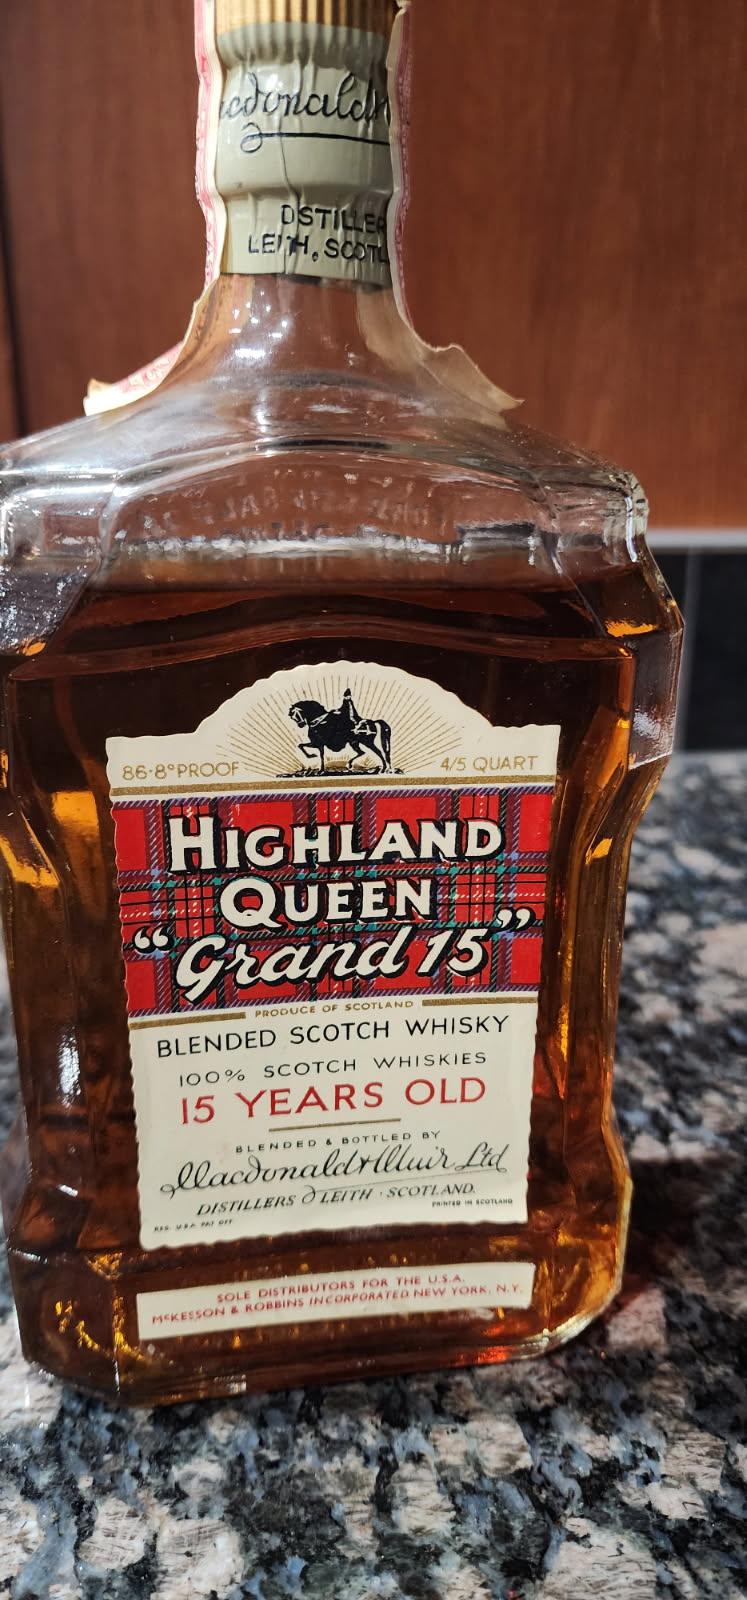 DSTILLER
LEITH, SCOTL
86·8° PROOF
4/5 QUART
HIGHLAND
QUEEN
"Grand 15"
PRODUCE OF SCOTLAND
BLENDED SCOTCH WHISKY
100% SCOTCH WHISKIES
15 YEARS OLD
BLENDED & BOTTLED BY
Macdonald & Muir Ltd
DISTILLERS LEITH · SCOTLAND.
REG. U.S.A. PAT. OFF.
PRINTED IN SCOTLAND
SOLE DISTRIBUTORS FOR THE U.S.A.
McKESSON & ROBBINS INCORPORATED NEW YORK, N.Y.